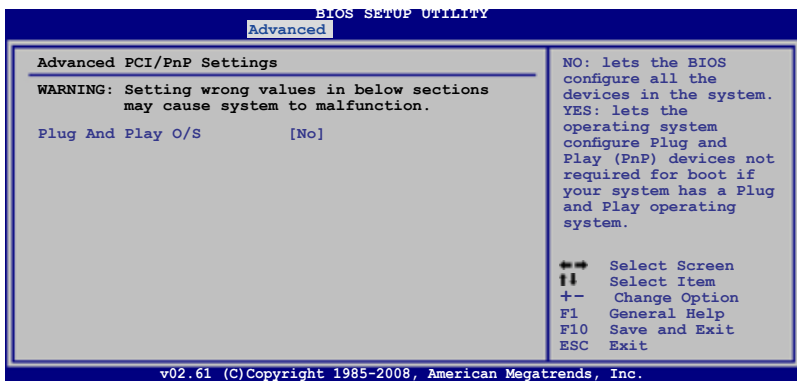 BIOS SETUP UTILITY
Advanced
Advanced PCI/PnP Settings
WARNING: Setting wrong values in below sections
may cause system to malfunction.
Plug And Play O/S [No]
NO: lets the BIOS
configure all the
devices in the system.
YES: lets the
operating system
configure Plug and
Play (PnP) devices not
required for boot if
your system has a Plug
and Play operating
system.
←→ Select Screen
↑↓ Select Item
+- Change Option
F1 General Help
F10 Save and Exit
ESC Exit
v02.61 (C)Copyright 1985-2008, American Megatrends, Inc.